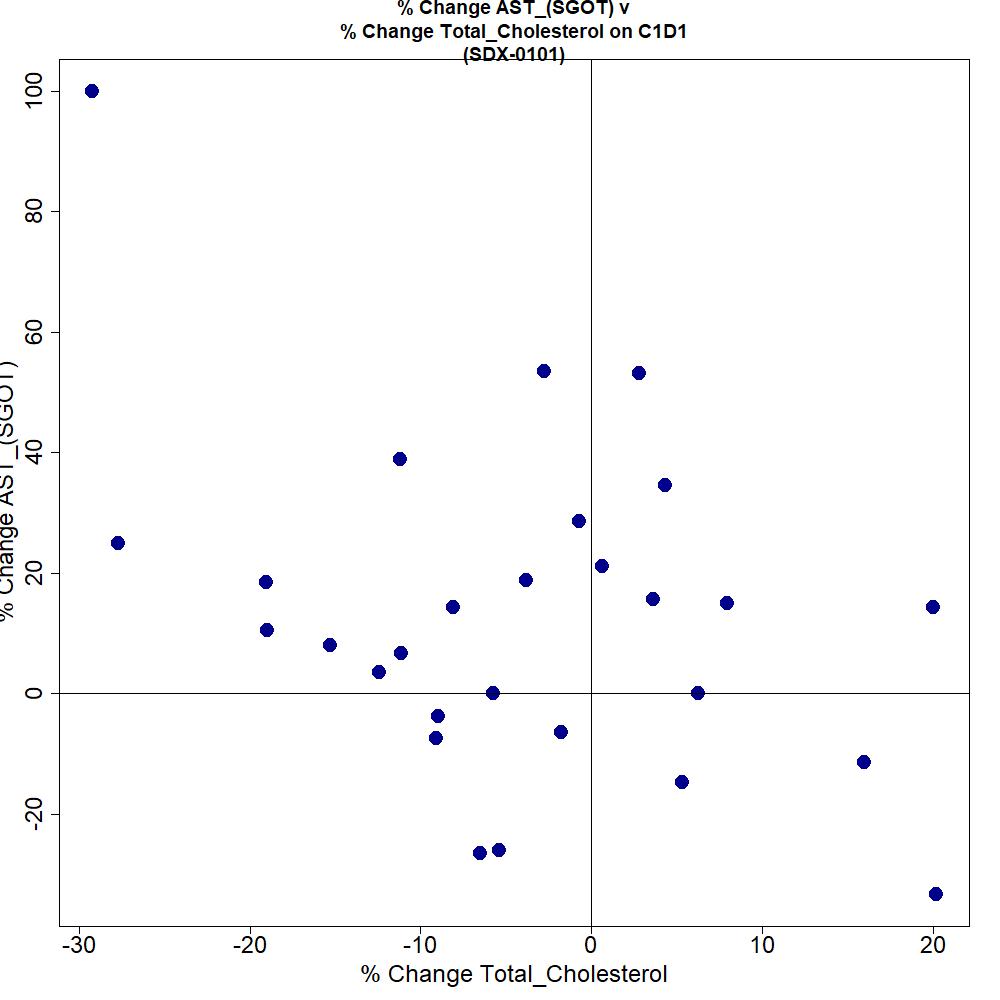 % Change AST_(SGOT) v
% Change Total_Cholesterol on C1D1
(SDX-0101)
% Change AST_(SGOT)
100
80
60
40
20
0
-20
-30
-20
-10
0
10
20
% Change Total_Cholesterol